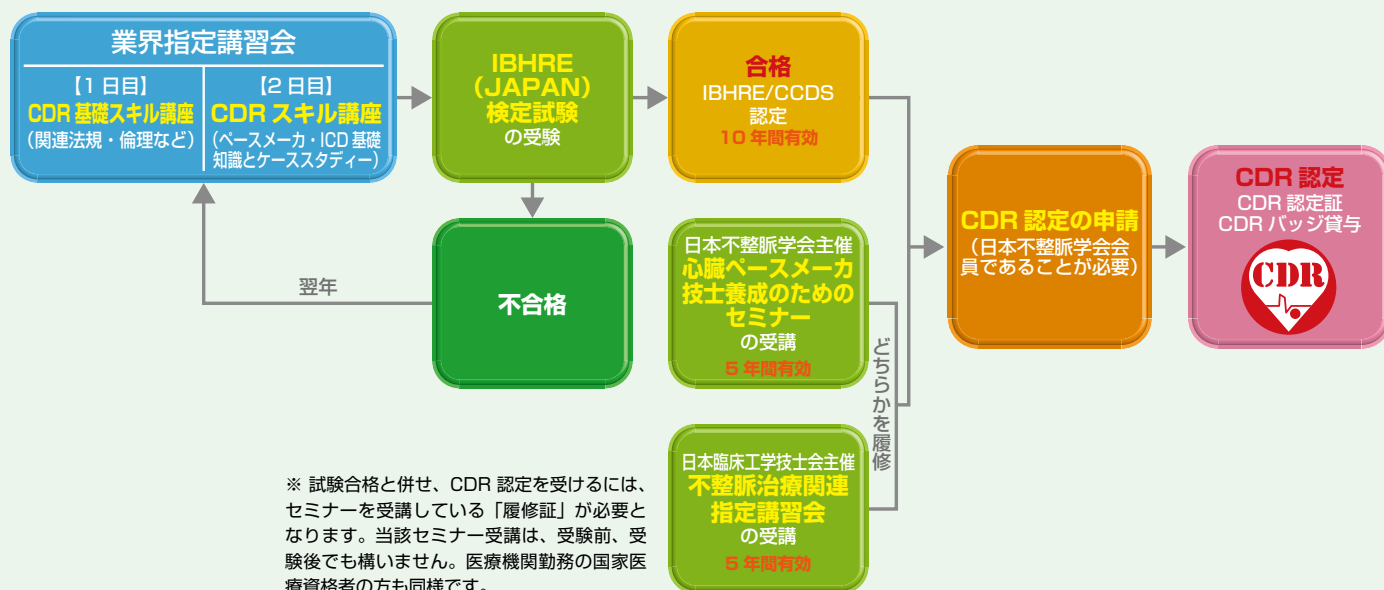 業界指定講習会
【1 日目】
CDR 基礎スキル講座
(関連法規・倫理など)
【2 日目】
CDR スキル講座
(ペースメーカ・ICD 基礎
知識とケーススタディー)
IBHRE
(JAPAN)
検定試験
の受験
合格
IBHRE/CCDS
認定
10 年間有効
不合格
翌年
日本不整脈学会主催
心臓ペースメーカ
技士養成のための
セミナー
の受講
5 年間有効
日本臨床工学技士会主催
不整脈治療関連
指定講習会
の受講
5 年間有効
どちらかを履修
CDR 認定の申請
(日本不整脈学会会
員であることが必要)
CDR 認定
CDR 認定証
CDR バッジ貸与
CDR
※ 試験合格と併せ、CDR 認定を受けるには、
セミナーを受講している「履修証」が必要と
なります。当該セミナー受講は、受験前、受
験後でも構いません。医療機関勤務の国家医
療資格者の方も同様です。